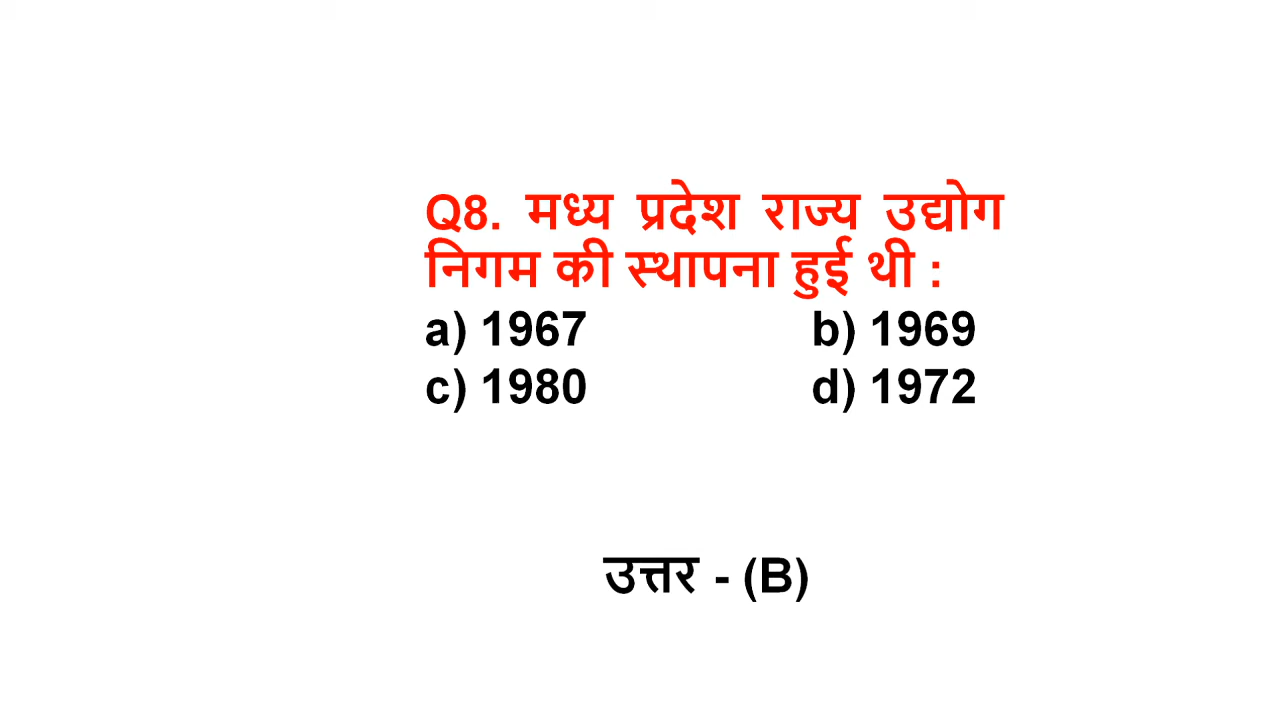 Q8. मध्य प्रदेश राज्य उद्योग
निगम की स्थापना हुई थी :
a) 1967 b) 1969
c) 1980 d) 1972
उत्तर - (B)